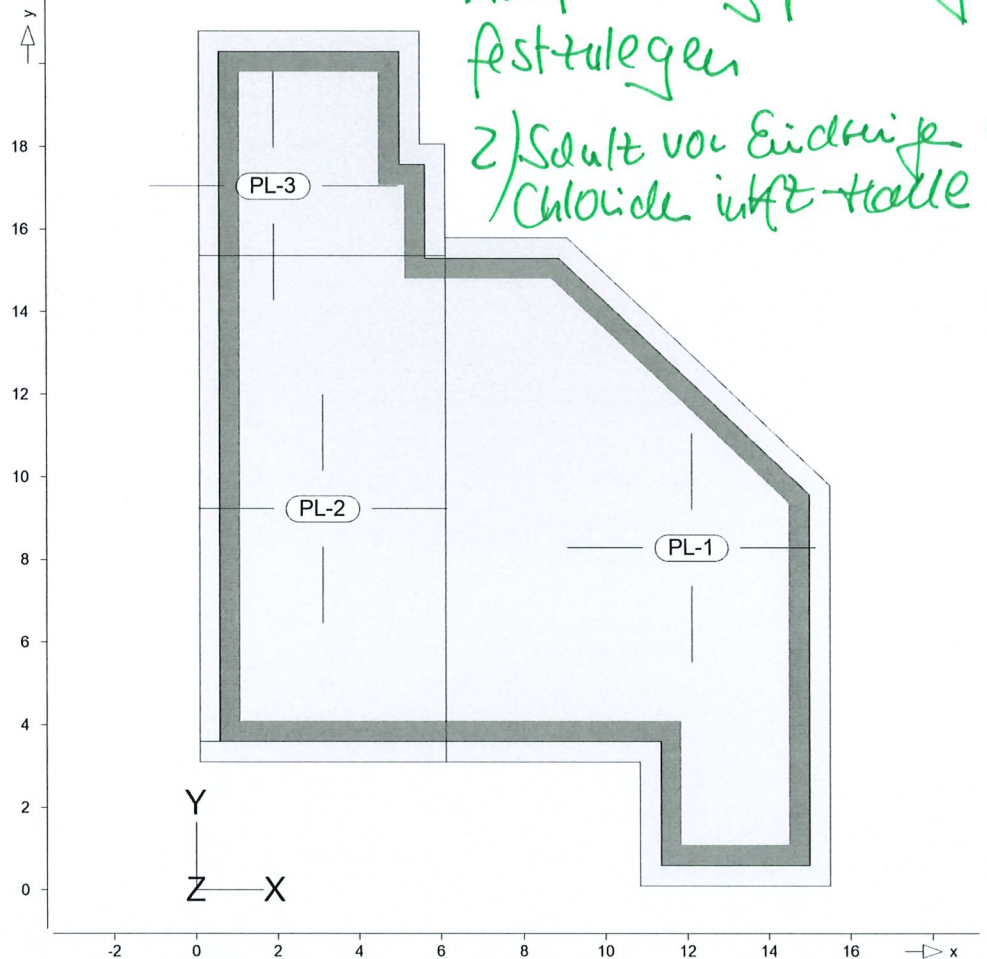 y
festzulegen
2) Schutz vor Eindringen
Chloride in
18
PL-3
16
14
12
10
PL-2
PL-1
8
6
4
2
Y
0
Z X
-2 0 2 4 6 8 10 12 14 16 x